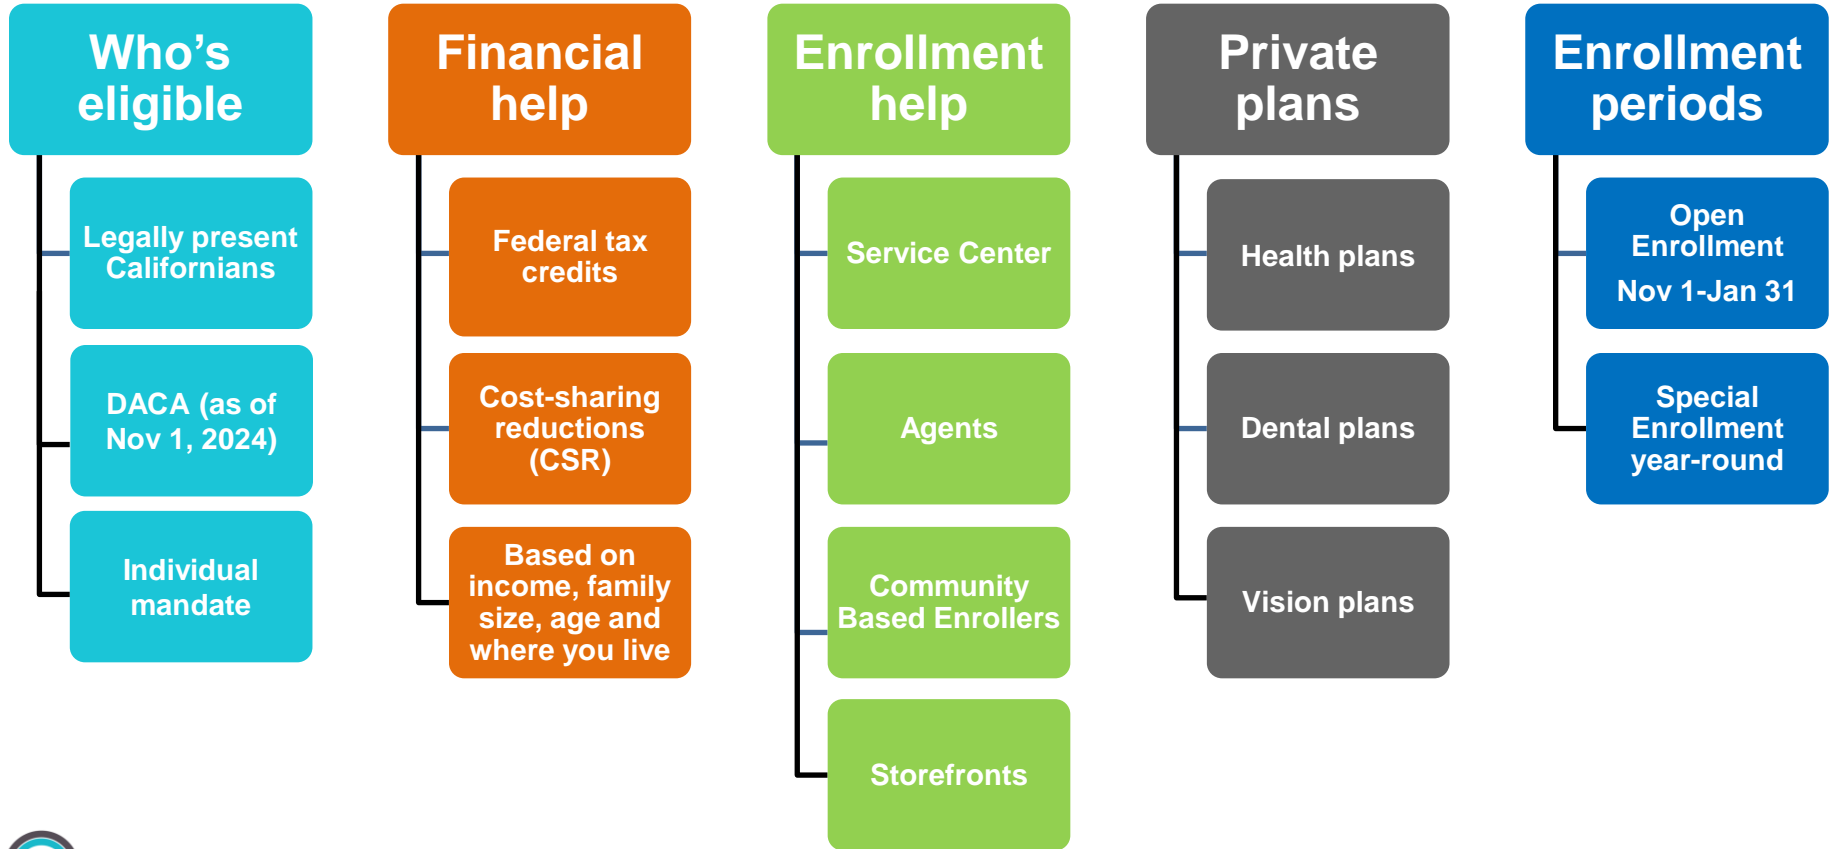 Who’s
eligible
Legally present
Californians
DACA (as of
Nov 1, 2024)
Individual
mandate
Financial
help
Federal tax
credits
Cost-sharing
reductions
(CSR)
Based on
income, family
size, age and
where you live
Enrollment
help
Service Center
Agents
Community
Based Enrollers
Storefronts
Private
plans
Health plans
Dental plans
Vision plans
Enrollment
periods
Open
Enrollment
Nov 1-Jan 31
Special
Enrollment
year-round